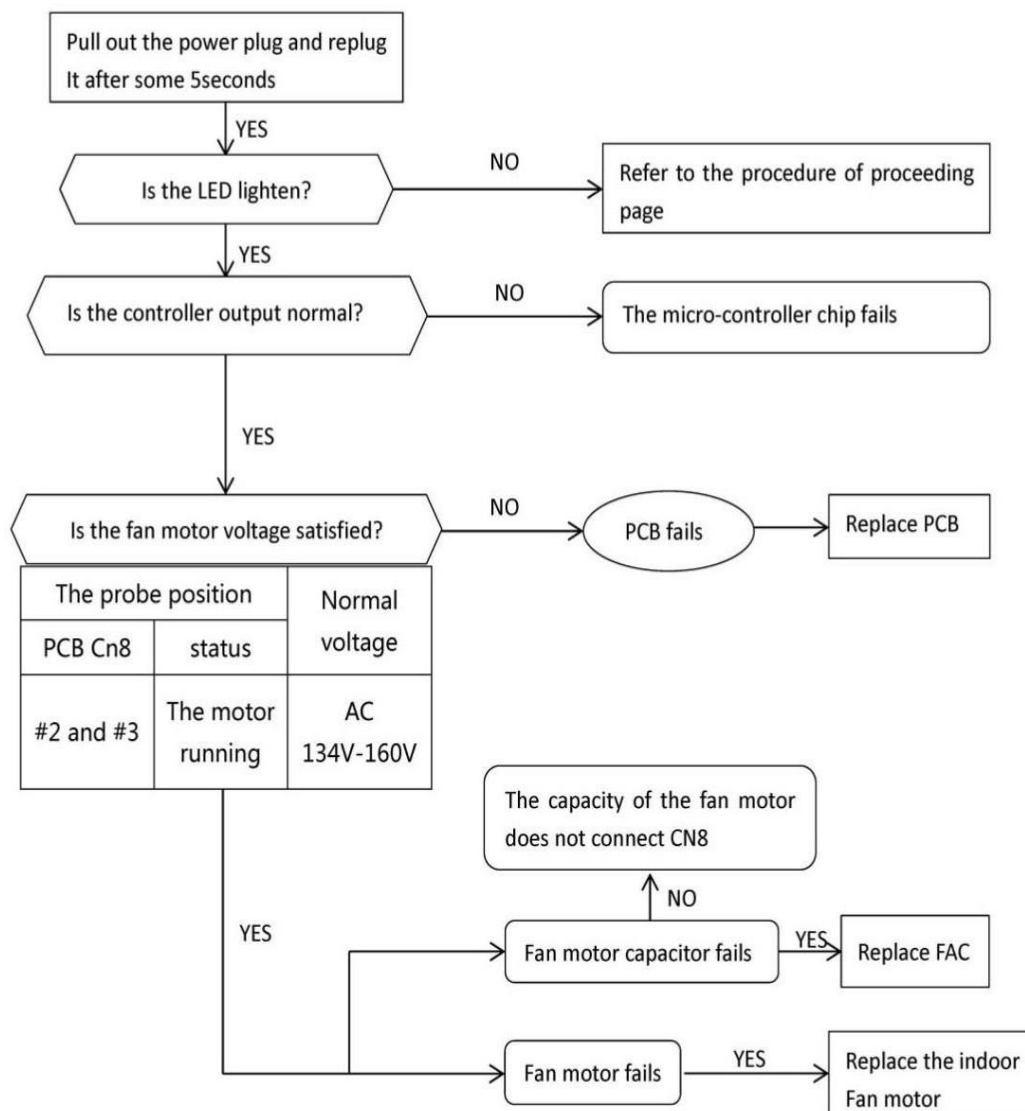 Pull out the power plug and replug
It after some 5seconds
YES
Is the LED lighten?
NO
Refer to the procedure of proceeding
page
YES
Is the controller output normal?
NO
The micro-controller chip fails
YES
Is the fan motor voltage satisfied?
NO
PCB fails
Replace PCB
The probe position
Normal
voltage
PCB Cn8
status
#2 and #3
The motor
running
AC
134V-160V
The capacity of the fan motor
does not connect CN8
NO
YES
Fan motor capacitor fails
YES
Replace FAC
Fan motor fails
YES
Replace the indoor
Fan motor